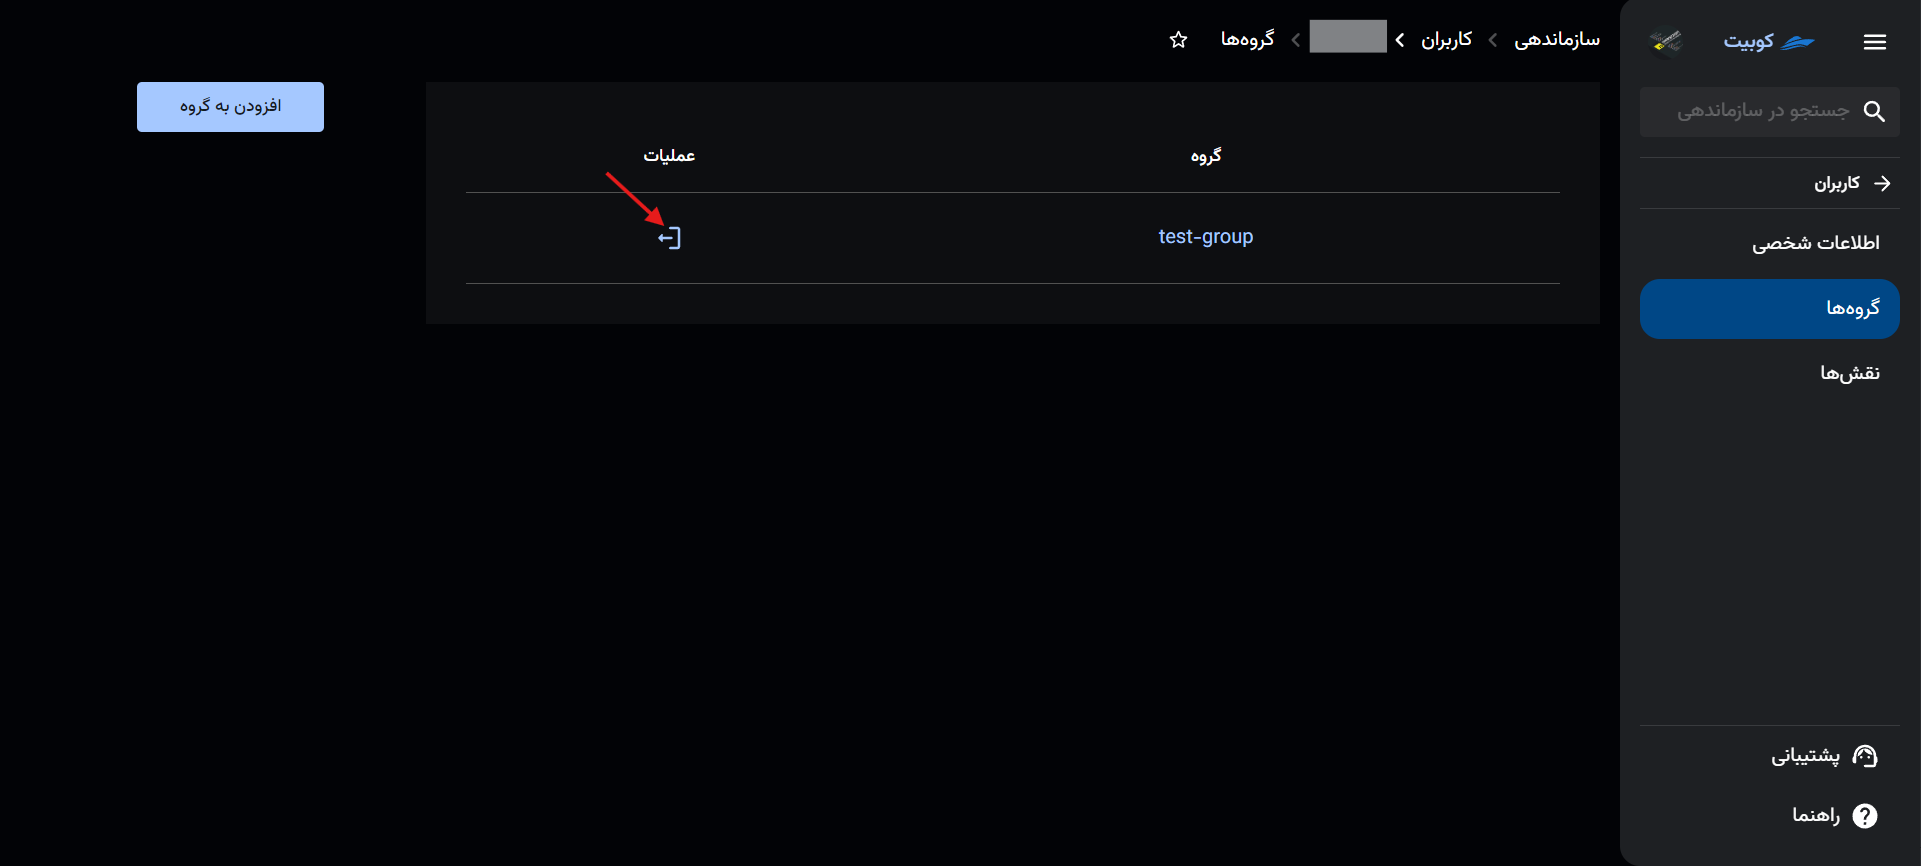 کوبیت
جستجو در سازماندهی
کاربران
اطلاعات شخصی
گروه‌ها
نقش‌ها
پشتیبانی
راهنما
سازماندهی
کاربران
گروه‌ها
گروه
عملیات
test-group
افزودن به گروه